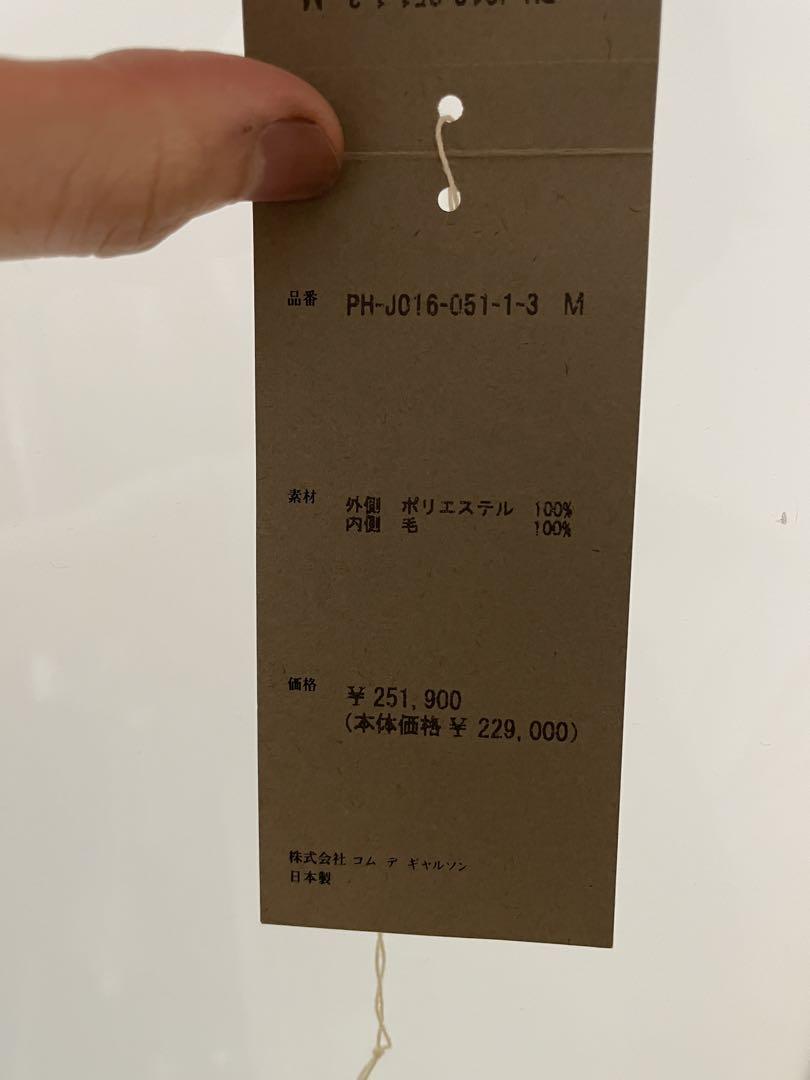 品番 PH-J016-051-1-3 M
素材 外側 ポリエステル 100%
内側 毛 100%
価格 ¥ 251,900
(本体価格 ¥ 229,000)
株式会社 コム デ ギャルソン
日本製